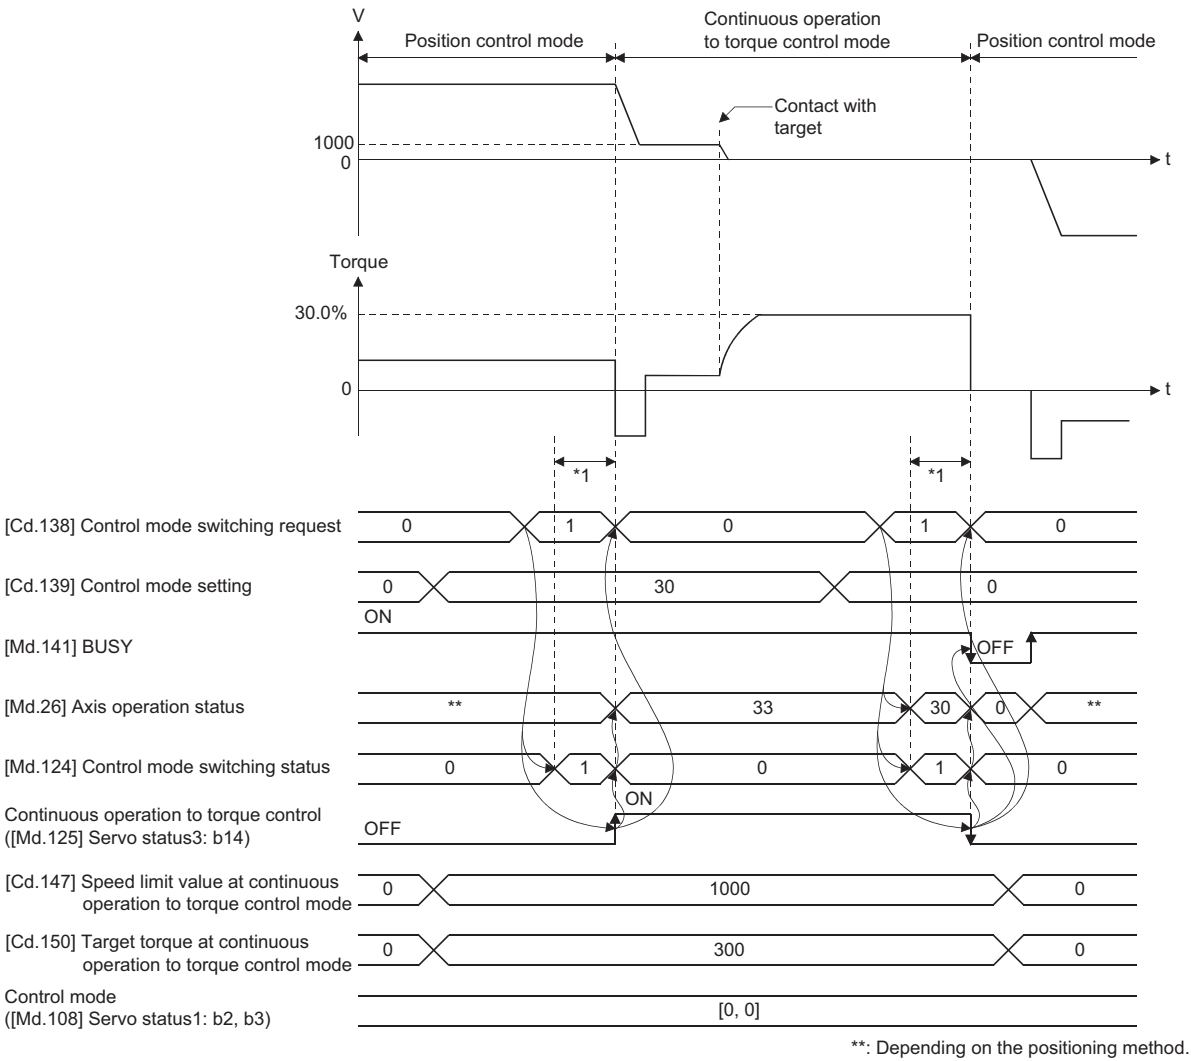 V
Position control mode
Continuous operation
to torque control mode
Position control mode
Contact with
target
1000
0
t
Torque
30.0%
0
t
*1
*1
[Cd.138] Control mode switching request
0
1
0
1
0
[Cd.139] Control mode setting
0
30
0
ON
[Md.141] BUSY
OFF
[Md.26] Axis operation status
**
33
30
0
**
[Md.124] Control mode switching status
0
1
0
1
0
ON
Continuous operation to torque control
([Md.125] Servo status3: b14)
OFF
[Cd.147] Speed limit value at continuous
operation to torque control mode
0
1000
0
[Cd.150] Target torque at continuous
operation to torque control mode
0
300
0
Control mode
([Md.108] Servo status1: b2, b3)
[0, 0]
**: Depending on the positioning method.